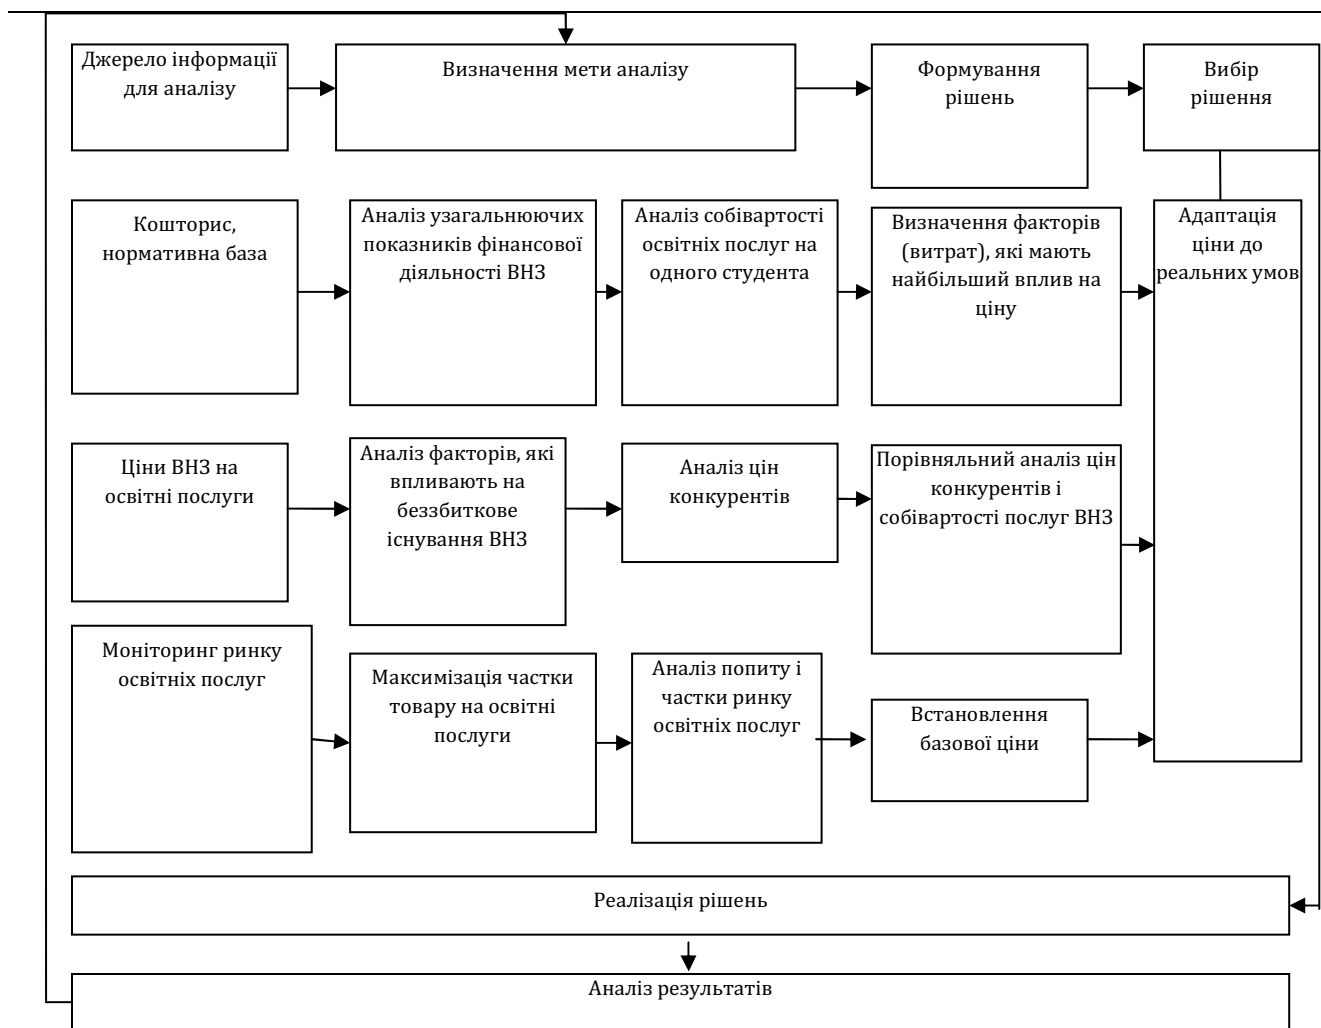 Джерело інформації
для аналізу
Визначення мети аналізу
Формування
рішень
Вибір
рішення
Кошторис,
нормативна база
Аналіз узагальнюючих
показників фінансової
діяльності ВНЗ
Аналіз собівартості
освітніх послуг на
одного студента
Визначення факторів
(витрат), які мають
найбільший вплив на
ціну
Адаптація
ціни до
реальних умов
Ціни ВНЗ на
освітні послуги
Аналіз факторів, які
впливають на
беззбиткове
існування ВНЗ
Аналіз цін
конкурентів
Порівняльний аналіз цін
конкурентів і
собівартості послуг ВНЗ
Моніторинг ринку
освітніх послуг
Максимізація частки
товару на освітні
послуги
Аналіз попиту і
частки ринку
освітніх послуг
Встановлення
базової ціни
Реалізація рішень
Аналіз результатів